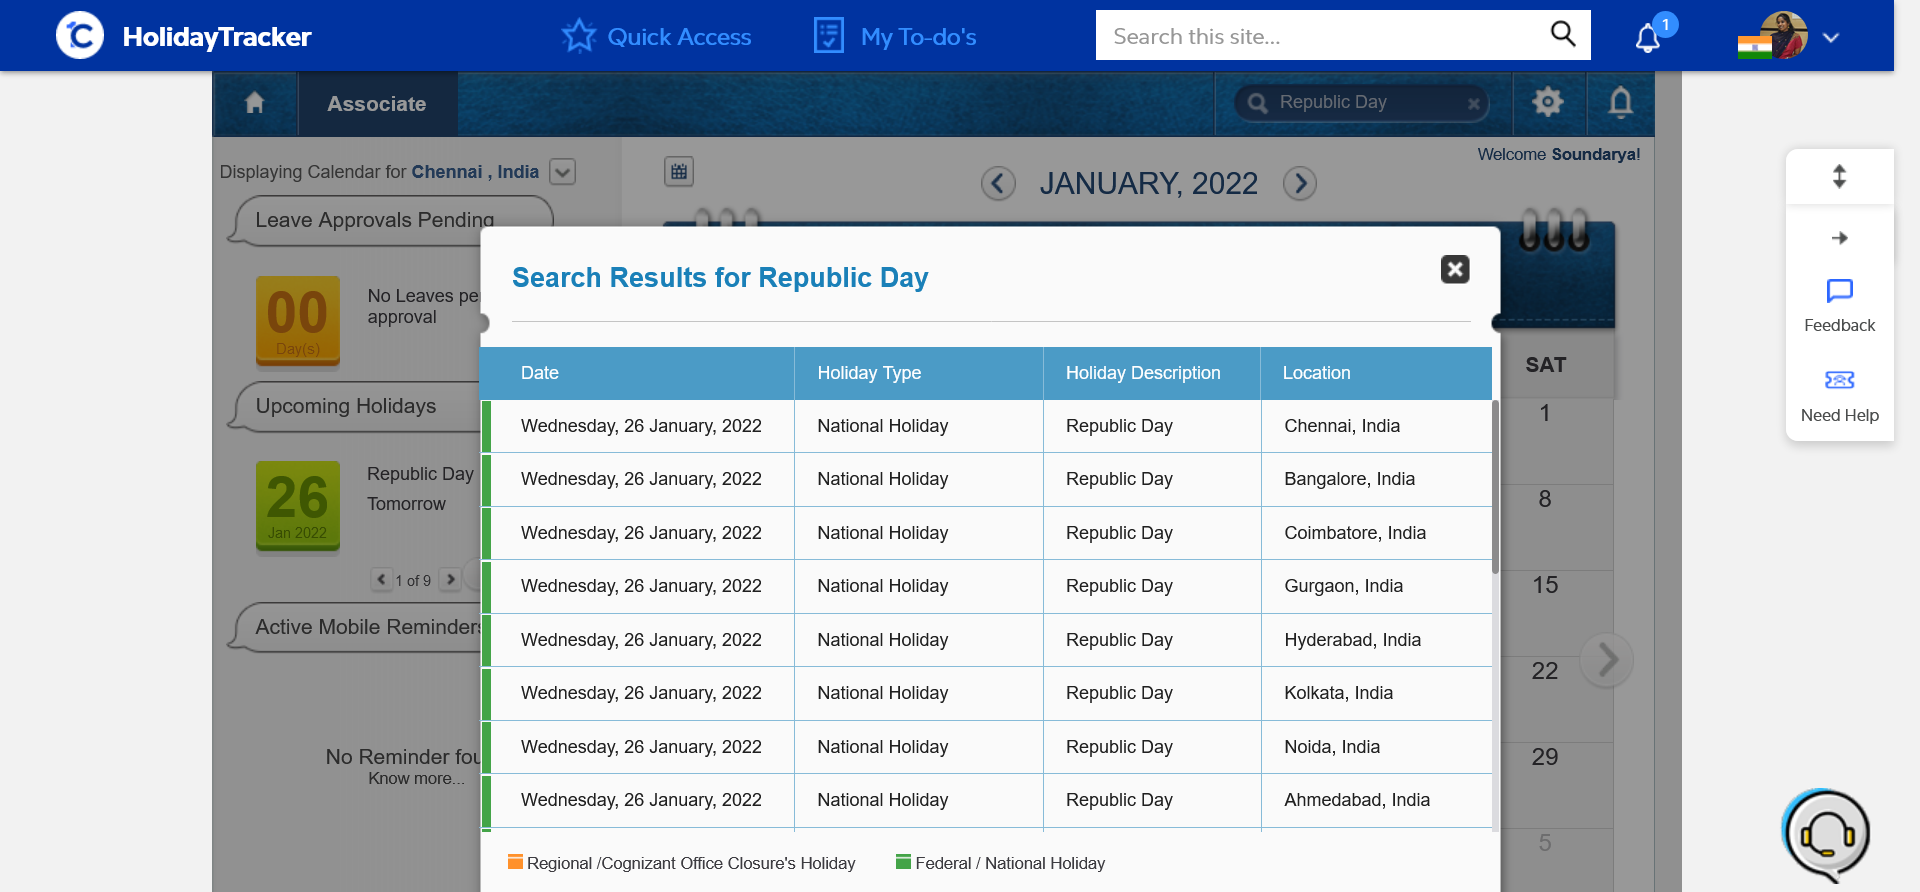 HolidayTracker
Quick Access
My To-do's
Search this site...
1
Associate
Republic Day
Welcome Soundarya!
Displaying Calendar for Chennai , India
JANUARY, 2022
Leave Approvals Pending
00
Day(s)
No Leaves pe
approval
Upcoming Holidays
26
Jan 2022
Republic Day
Tomorrow
1 of 9
Active Mobile Reminders
No Reminder fou
Know more...
Search Results for Republic Day
Date Holiday Type Holiday Description Location
Wednesday, 26 January, 2022 National Holiday Republic Day Chennai, India
Wednesday, 26 January, 2022 National Holiday Republic Day Bangalore, India
Wednesday, 26 January, 2022 National Holiday Republic Day Coimbatore, India
Wednesday, 26 January, 2022 National Holiday Republic Day Gurgaon, India
Wednesday, 26 January, 2022 National Holiday Republic Day Hyderabad, India
Wednesday, 26 January, 2022 National Holiday Republic Day Kolkata, India
Wednesday, 26 January, 2022 National Holiday Republic Day Noida, India
Wednesday, 26 January, 2022 National Holiday Republic Day Ahmedabad, India
Regional /Cognizant Office Closure's Holiday Federal / National Holiday
SAT
1
8
15
22
29
5
Feedback
Need Help